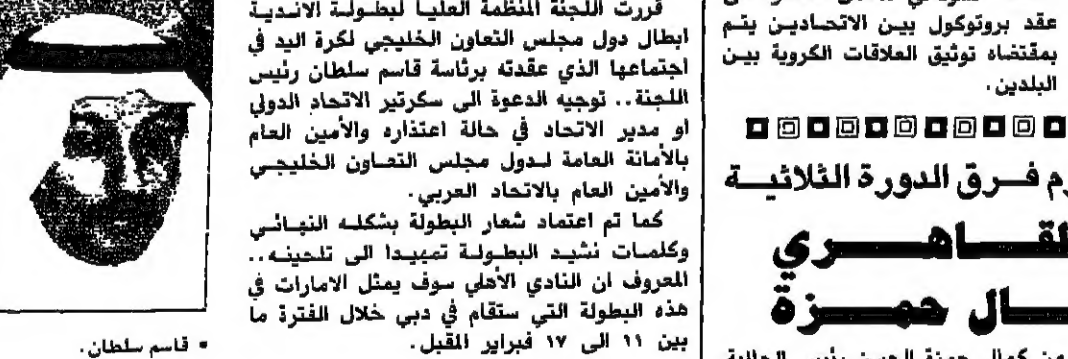 عقد بروتوكول بين الاتحادين يتم
بمقتضاه توثيق العلاقات الكروية بين
البلدين.
رم فرق الدورة الثلاثية
لقاهري
ال حمزة
قررت اللجنة المنظمة العليا لبطولة الاندية
ابطال دول مجلس التعاون الخليجي لكرة اليد في
اجتماعها الذي عقدته برئاسة قاسم سلطان رئيس
اللجنة.. توجيه الدعوة الى سكرتير الاتحاد الدولي
او مدير الاتحاد في حالة اعتذاره والأمين العام
بالأمانة العامة لدول مجلس التعاون الخليجي
والأمين العام بالاتحاد العربي.
كما تم اعتماد شعار البطولة بشكله النهائي
وكلمات نشيد البطولة تمهيدا الى تلحينه..
المعروف ان النادي الأهلي سوف يمثل الامارات في
هذه البطولة التي ستقام في دبي خلال الفترة ما
بين ١١ الى ١٧ فبراير المقبل.
• قاسم سلطان.